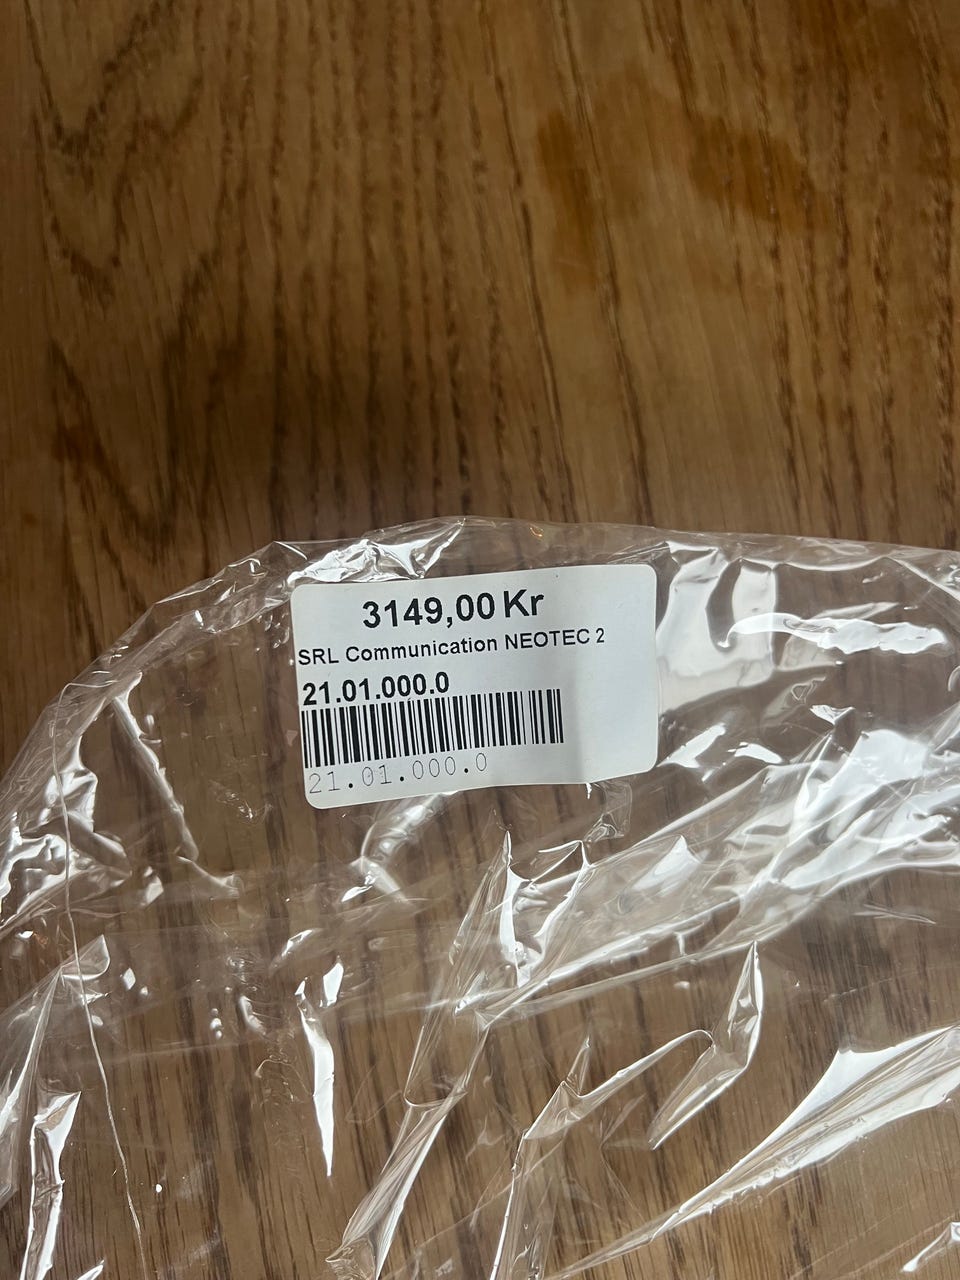 3149,00 Kr
SRL Communication NEOTEC 2
21.01.000.0
21.01.000.0